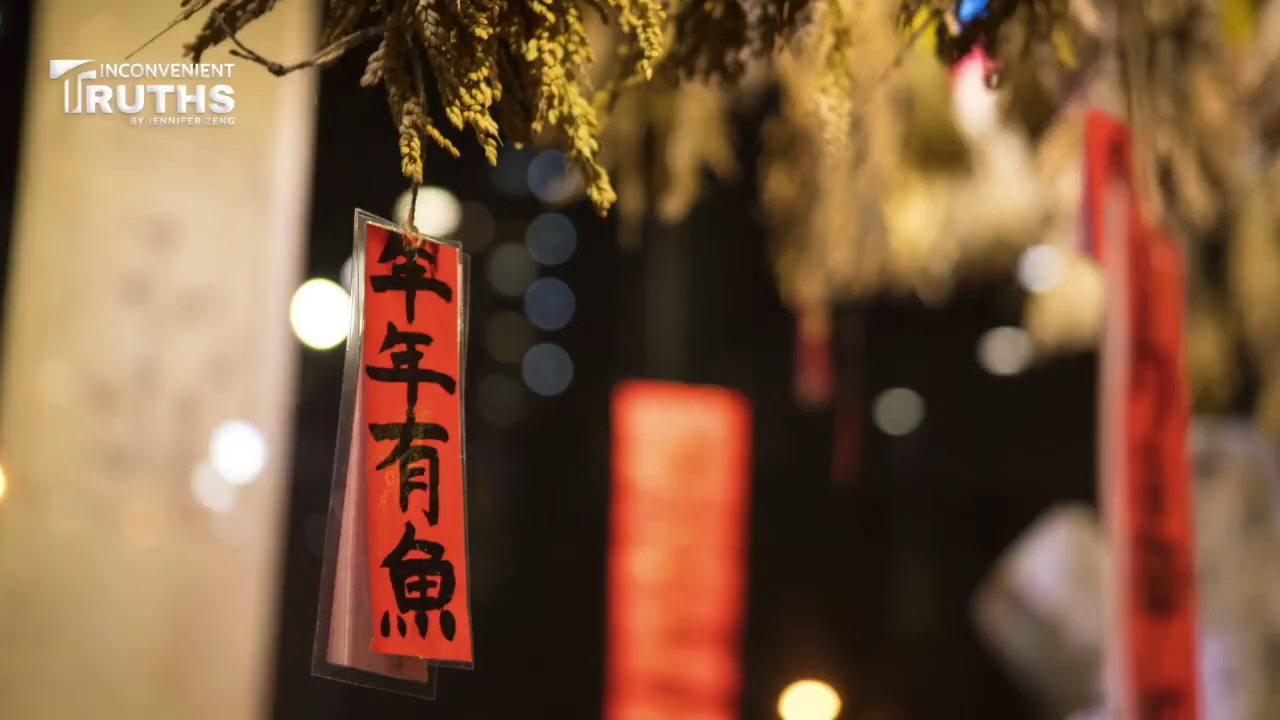 INCONVENIENT
TRUTHS
BY JENNIFER ZENG
年年有魚